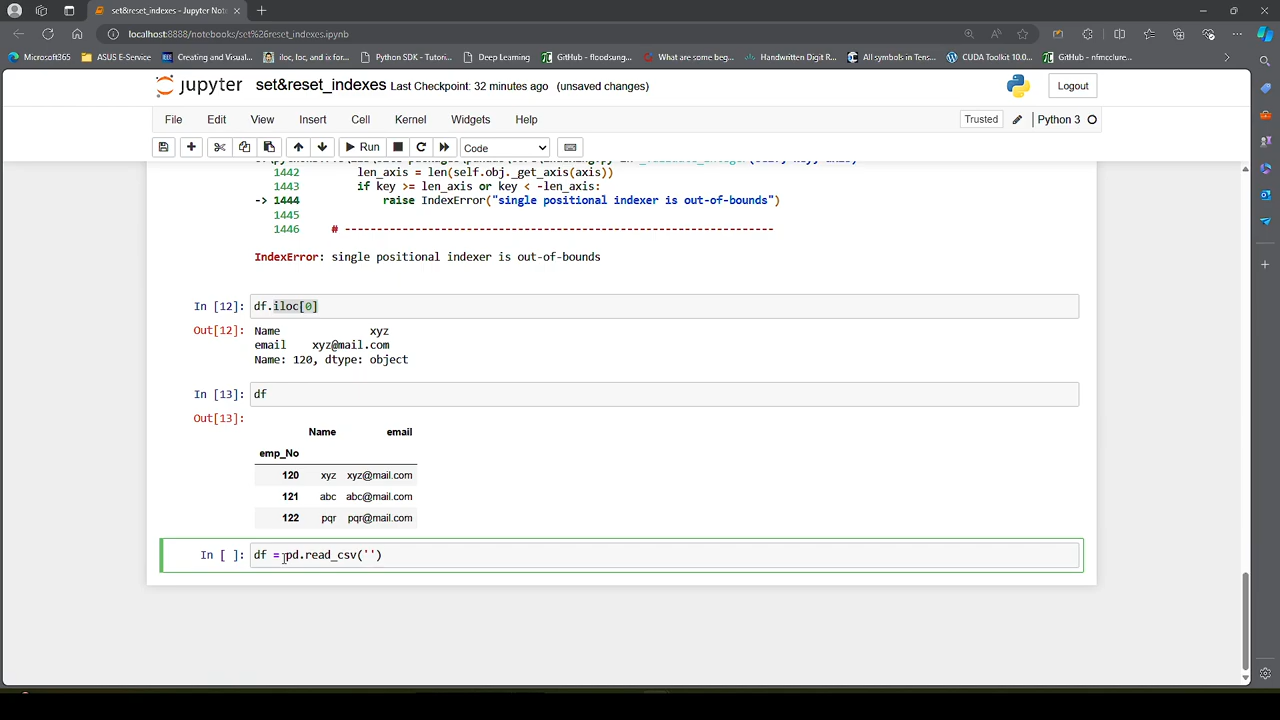 set&reset_indexes - Jupyter Not
localhost:8888/notebooks/set%26reset_indexes.ipynb
Microsoft365
ASUS E-Service
Creating and Using...
iloc, loc, and ix for...
Python SDK - Tutori...
Deep Learning
GitHub - floodsung...
What are some beg...
Handwritten Digit R...
All symbols in Tens...
CUDA Toolkit 10.0...
GitHub - nfmcclure...
jupyter set&reset_indexes Last Checkpoint: 32 minutes ago (unsaved changes)
Logout
File Edit View Insert Cell Kernel Widgets Help
Trusted Python 3
Run Code
1442 len_axis = len(self.obj._get_axis(axis))
1443 if key >= len_axis or key < -len_axis:
-> 1444 raise IndexError("single positional indexer is out-of-bounds")
1445
1446 # -------------------------------------------------------------------
IndexError: single positional indexer is out-of-bounds
In [12]: df.iloc[0]
Out[12]: Name xyz
email xyz@mail.com
Name: 120, dtype: object
In [13]: df
Out[13]:
Name email
emp_No
120 xyz xyz@mail.com
121 abc abc@mail.com
122 pqr pqr@mail.com
In [ ]: df = pd.read_csv('')